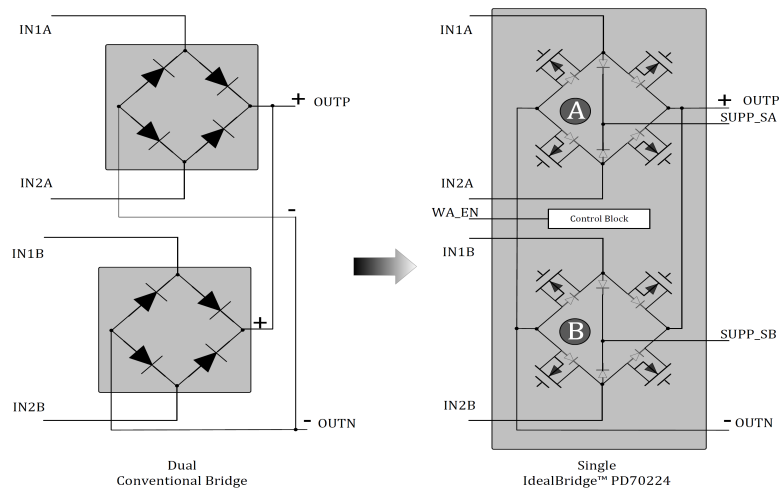 IN1A
+ OUTP
IN2A
-
IN1B
+
IN2B
- OUTN
Dual
Conventional Bridge
IN1A
A
+ OUTP
SUPP_SA
IN2A
WA_EN
Control Block
IN1B
B
SUPP_SB
IN2B
- OUTN
Single
IdealBridge™ PD70224